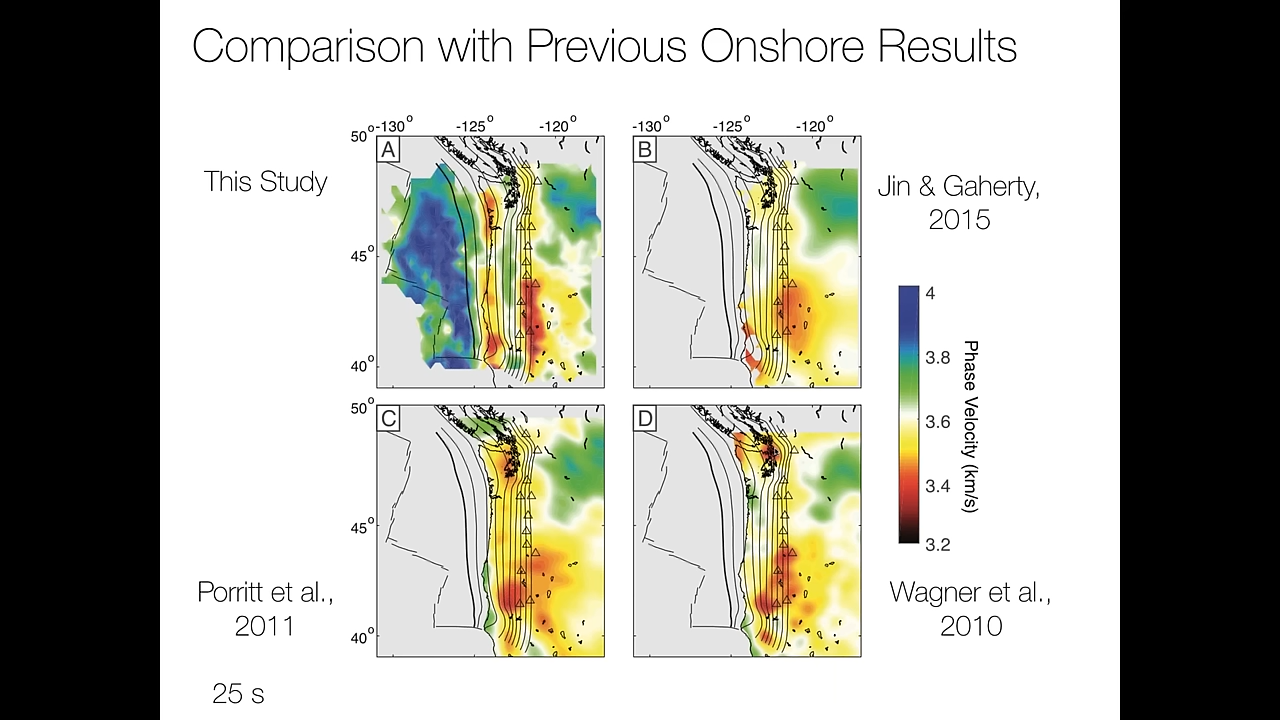 Comparison with Previous Onshore Results
-130° -125° -120° -130° -125° -120°
50°
A B
This Study
Jin & Gaherty,
2015
45°
40°
4
3.8
3.6
3.4
3.2
Phase Velocity (km/s)
50°
C D
45°
40°
Porritt et al.,
2011
Wagner et al.,
2010
25 s